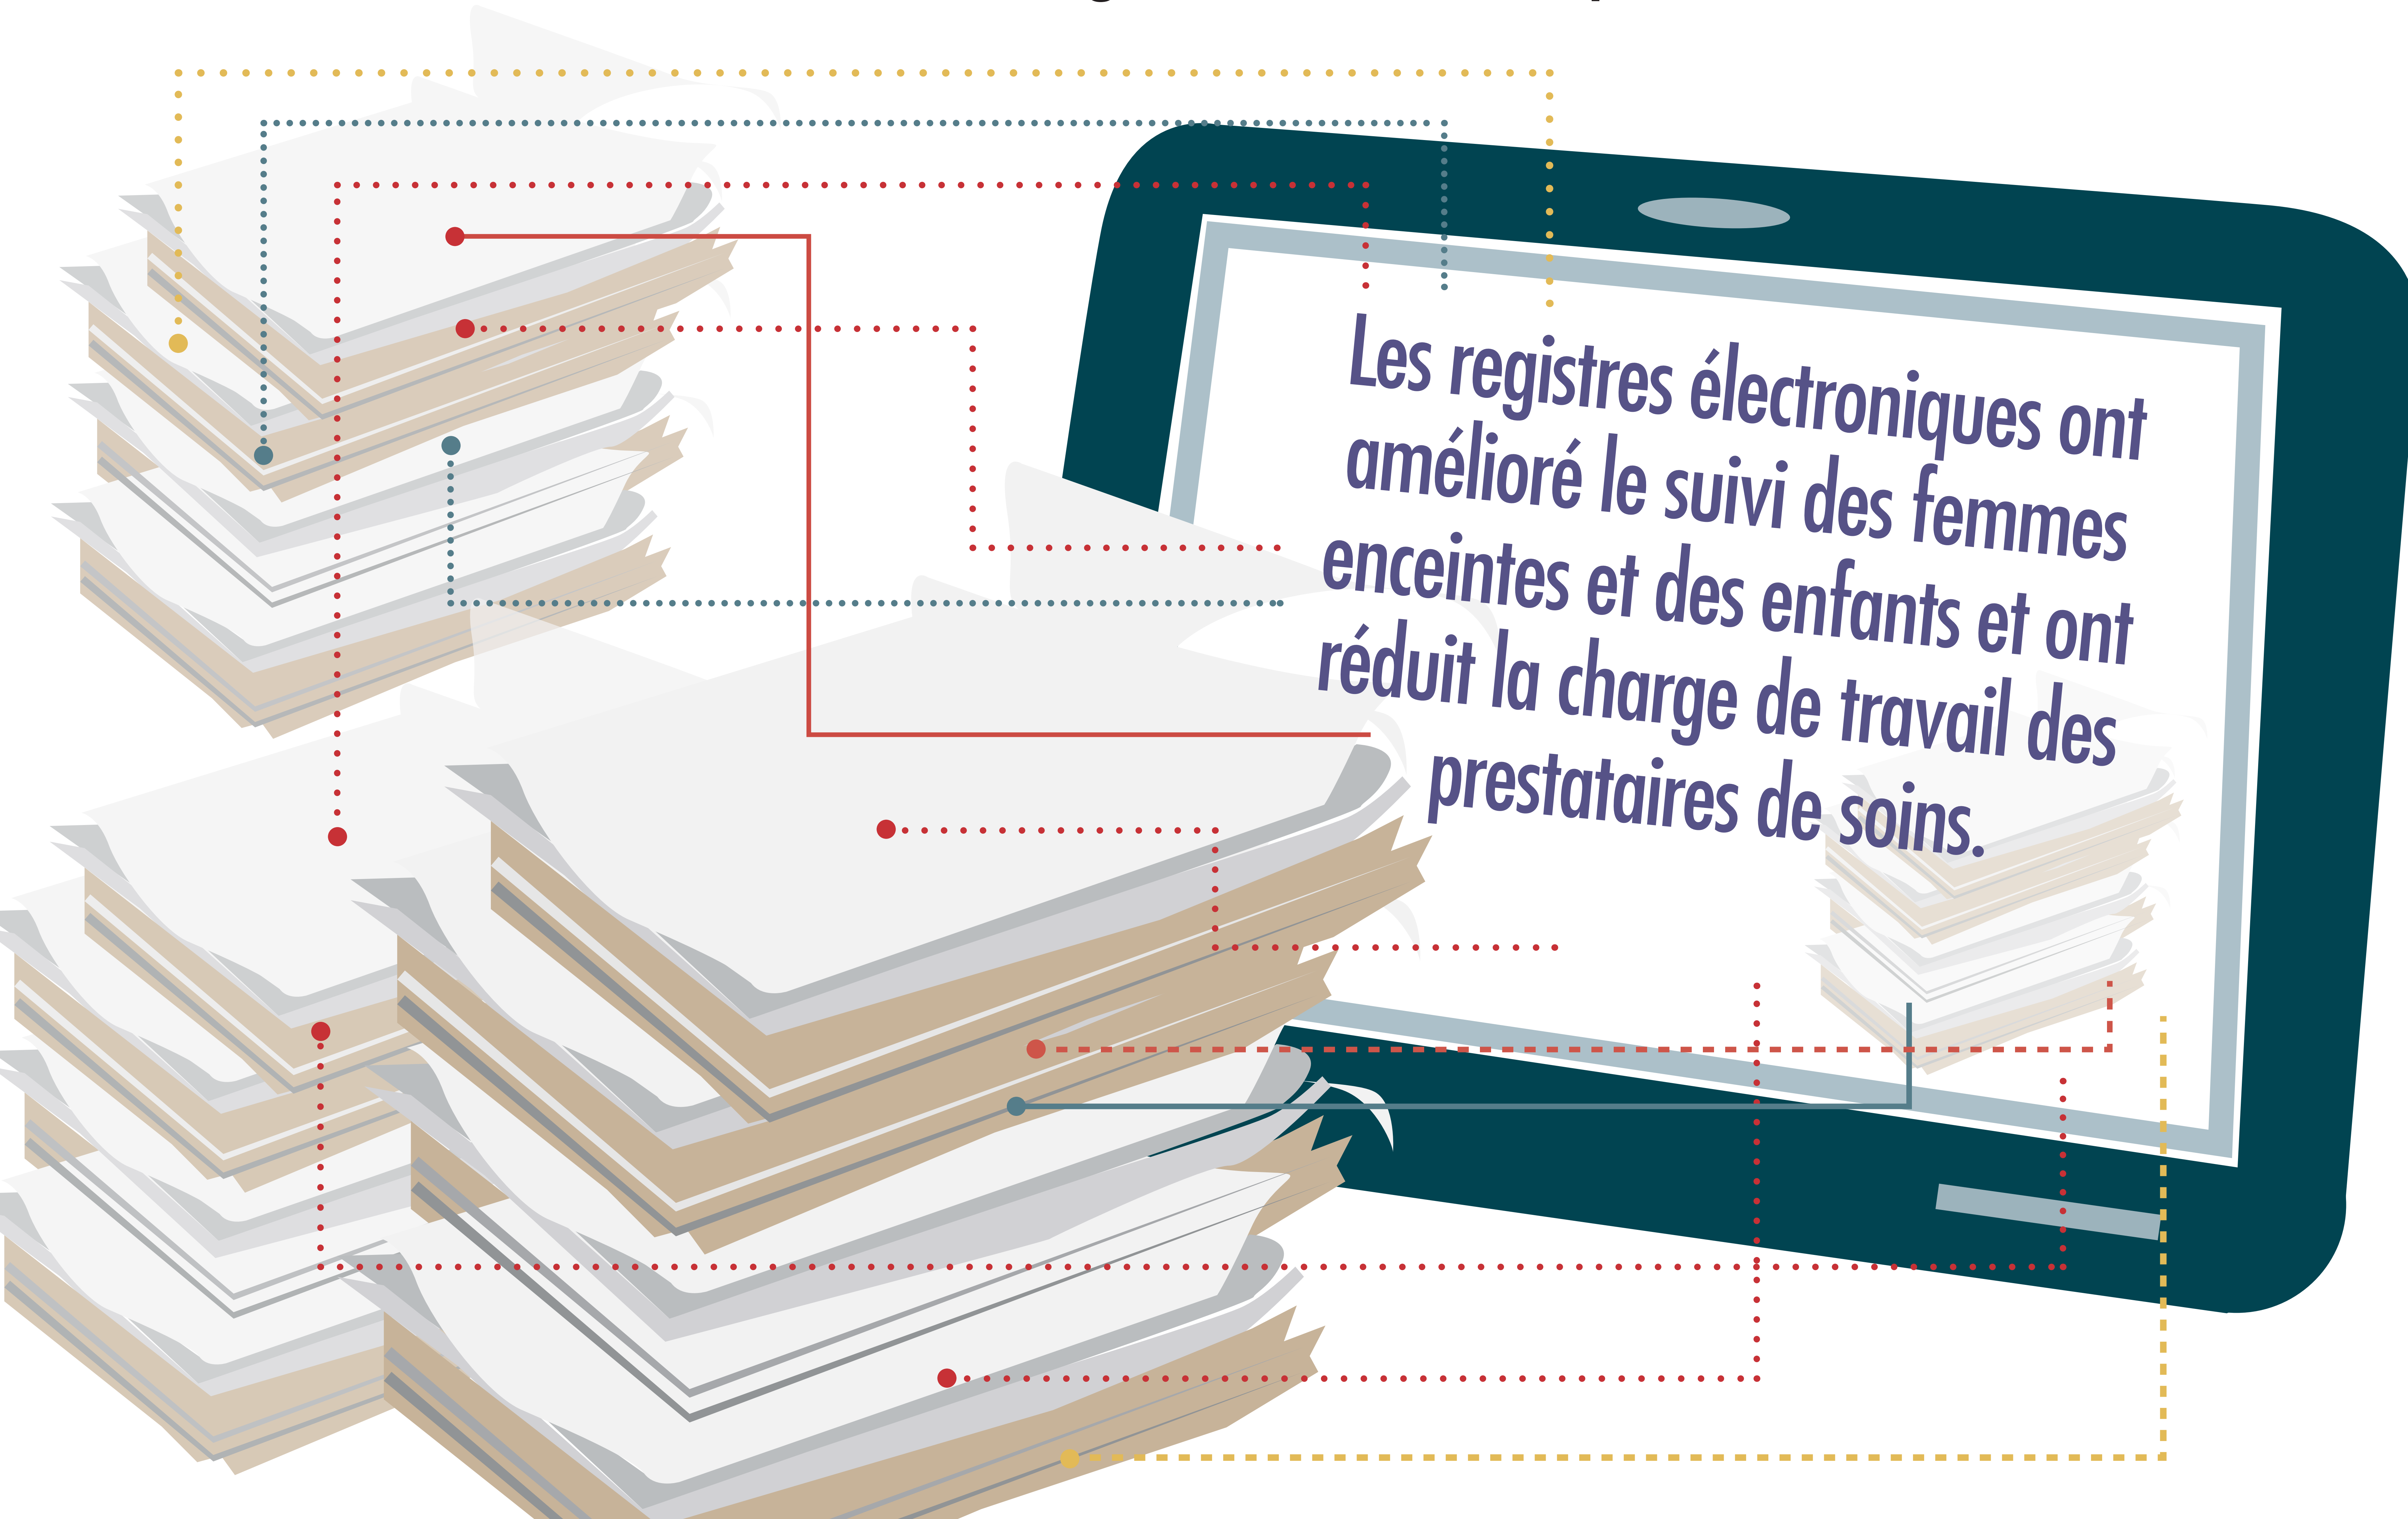 Les registres électroniques ont
amélioré le suivi des femmes
enceintes et des enfants et ont
réduit la charge de travail des
prestataires de soins.